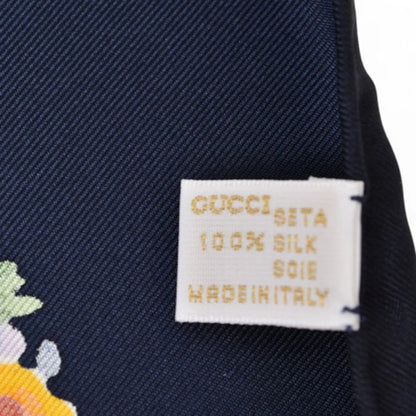 GUCCI SETA
100% SILK
SOIE
MADE IN ITALY